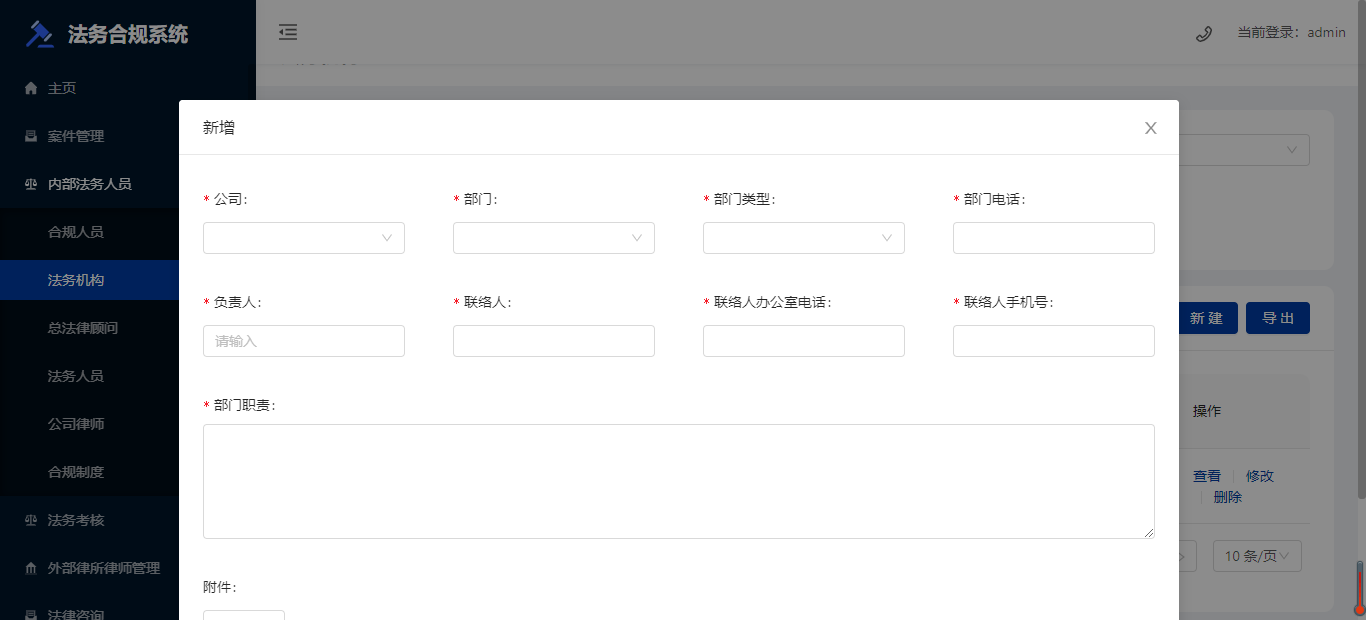 法务合规系统
当前登录：admin
主页
案件管理
内部法务人员
合规人员
法务机构
总法律顾问
法务人员
公司律师
合规制度
法务考核
外部律所律师管理
法律咨询
新增
* 公司：
* 部门：
* 部门类型：
* 部门电话：
* 负责人：
* 联络人：
* 联络人办公室电话：
* 联络人手机号：
请输入
* 部门职责：
附件：
新 建
导 出
操作
查看
修改
删除
10 条/页